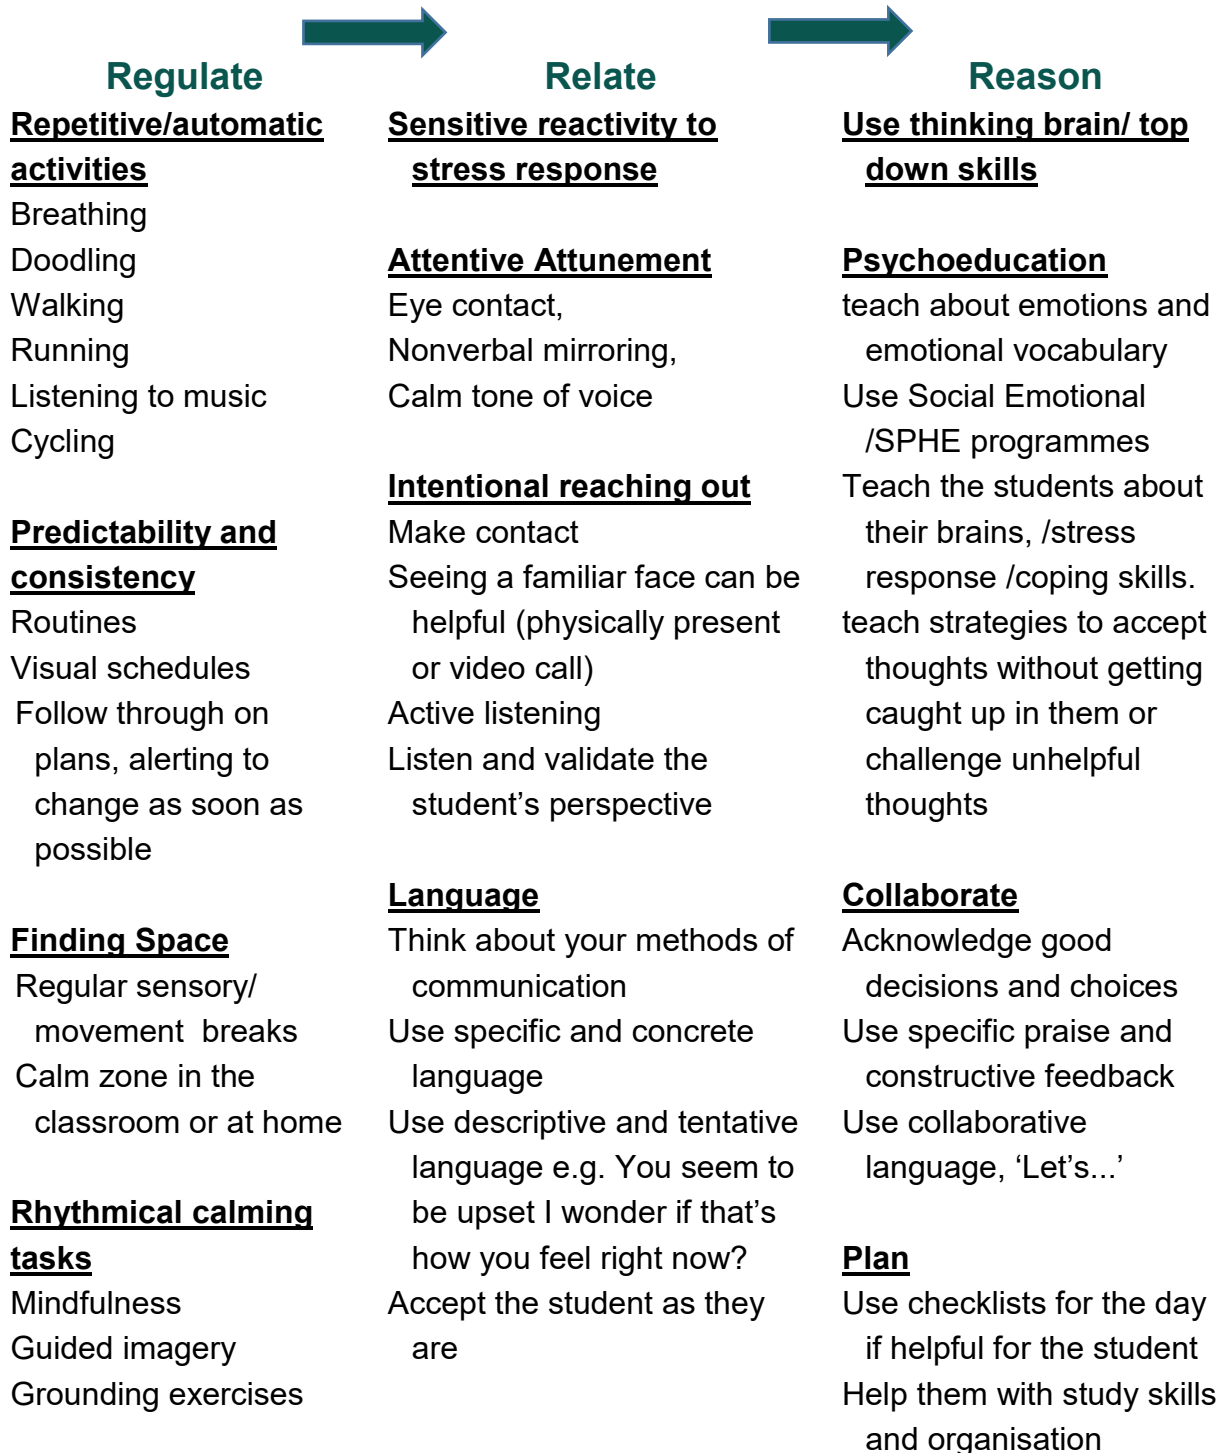 Regulate
Repetitive/automatic
activities
Breathing
Doodling
Walking
Running
Listening to music
Cycling
Predictability and
consistency
Routines
Visual schedules
Follow through on
plans, alerting to
change as soon as
possible
Finding Space
Regular sensory/
movement breaks
Calm zone in the
classroom or at home
Rhythmical calming
tasks
Mindfulness
Guided imagery
Grounding exercises
Relate
Sensitive reactivity to
stress response
Attentive Attunement
Eye contact,
Nonverbal mirroring,
Calm tone of voice
Intentional reaching out
Make contact
Seeing a familiar face can be
helpful (physically present
or video call)
Active listening
Listen and validate the
student’s perspective
Language
Think about your methods of
communication
Use specific and concrete
language
Use descriptive and tentative
language e.g. You seem to
be upset I wonder if that’s
how you feel right now?
Accept the student as they
are
Reason
Use thinking brain/ top
down skills
Psychoeducation
teach about emotions and
emotional vocabulary
Use Social Emotional
/SPHE programmes
Teach the students about
their brains, /stress
response /coping skills.
teach strategies to accept
thoughts without getting
caught up in them or
challenge unhelpful
thoughts
Collaborate
Acknowledge good
decisions and choices
Use specific praise and
constructive feedback
Use collaborative
language, ‘Let’s...’
Plan
Use checklists for the day
if helpful for the student
Help them with study skills
and organisation